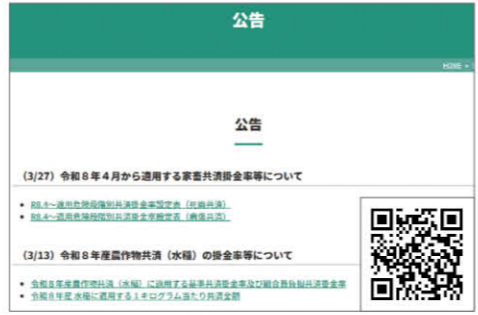 公告
HOME
公告
(3/27) 令和8年4月から適用する家畜共済掛金率等について
R8.4～適用危険段階別共済掛金率設定表(死廃共済)
R8.4～適用危険段階別共済掛金率設定表(病傷共済)
(3/13) 令和8年産農作物共済(水稲)の掛金率等について
令和8年産農作物共済(水稲)に適用する基準共済掛金率及び組合員負担共済掛金率
令和8年産 水稲に適用する1キログラム当たり共済金額